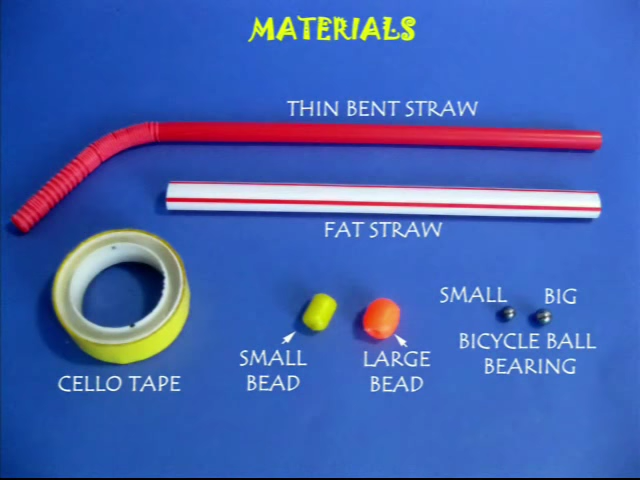 MATERIALS
THIN BENT STRAW
FAT STRAW
SMALL BIG
BICYCLE BALL
BEARING
SMALL
BEAD
LARGE
BEAD
CELLO TAPE